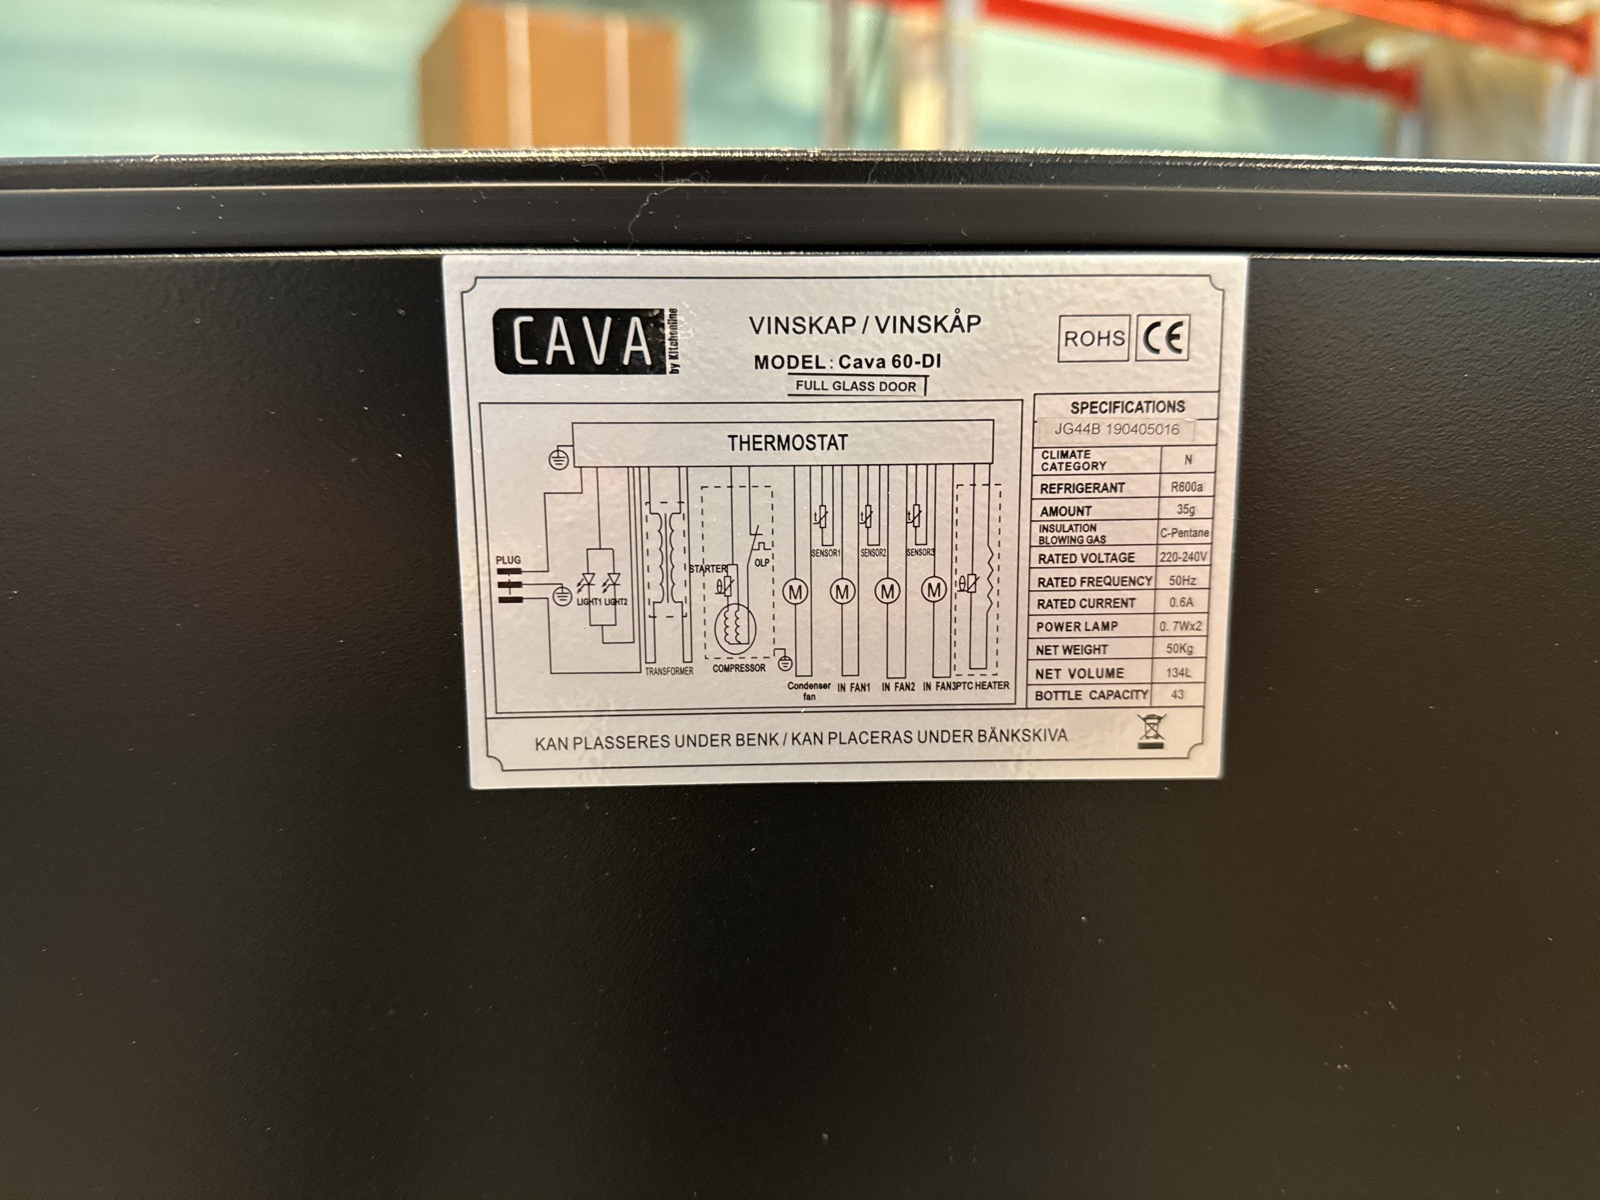 CAVA
by Kitchenline
VINSKAP / VINSKÅP
MODEL: Cava 60-DI
FULL GLASS DOOR
ROHS CE
THERMOSTAT
PLUG
LIGHT1 LIGHT2
TRANSFORMER
STARTER
OLP
COMPRESSOR
SENSOR1 SENSOR2 SENSOR3
M M M M
Condenser fan
IN FAN1 IN FAN2 IN FAN3 PTC HEATER
SPECIFICATIONS
JG44B 190405016
CLIMATE CATEGORY N
REFRIGERANT R600a
AMOUNT 35g
INSULATION BLOWING GAS C-Pentane
RATED VOLTAGE 220-240V
RATED FREQUENCY 50Hz
RATED CURRENT 0.6A
POWER LAMP 0. 7Wx2
NET WEIGHT 50Kg
NET VOLUME 134L
BOTTLE CAPACITY 43
KAN PLASSERES UNDER BENK / KAN PLACERAS UNDER BÄNKSKIVA